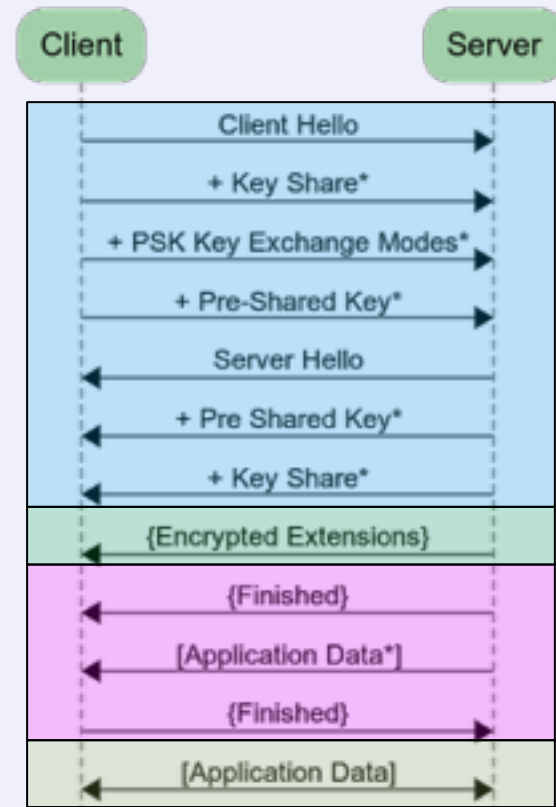 Client Server
Client Hello
+ Key Share*
+ PSK Key Exchange Modes*
+ Pre-Shared Key*
Server Hello
+ Pre Shared Key*
+ Key Share*
{Encrypted Extensions}
{Finished}
[Application Data*]
{Finished}
[Application Data]